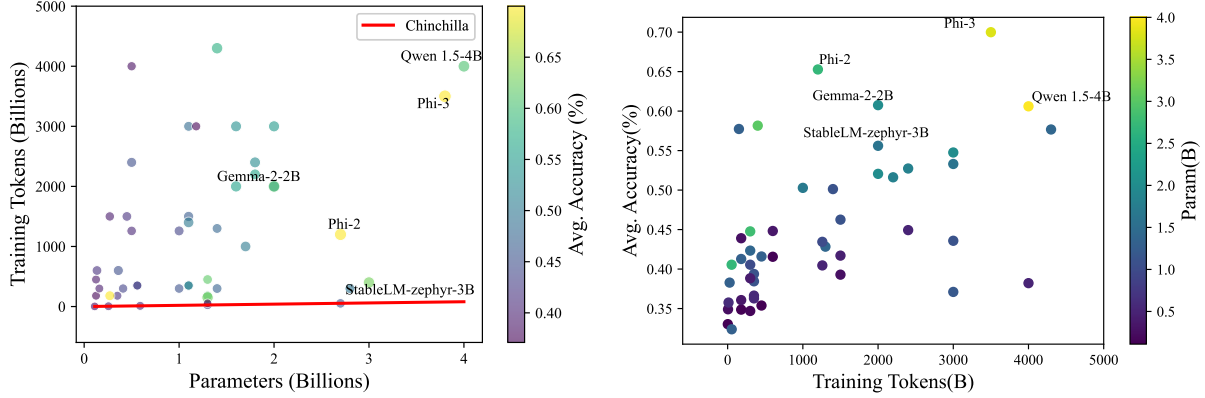 5000
4000
3000
2000
1000
0
Training Tokens (Billions)
Chinchilla
Qwen 1.5-4B
Phi-3
Gemma-2-2B
Phi-2
StableLM-zephyr-3B
0
1
2
3
4
Parameters (Billions)
0.65
0.60
0.55
0.50
0.45
0.40
Avg. Accuracy (%)
0.70
0.65
0.60
0.55
0.50
0.45
0.40
0.35
Avg. Accuracy(%)
Phi-3
Phi-2
Gemma-2-2B
Qwen 1.5-4B
StableLM-zephyr-3B
0
1000
2000
3000
4000
5000
Training Tokens(B)
4.0
3.5
3.0
2.5
2.0
1.5
1.0
0.5
Param(B)